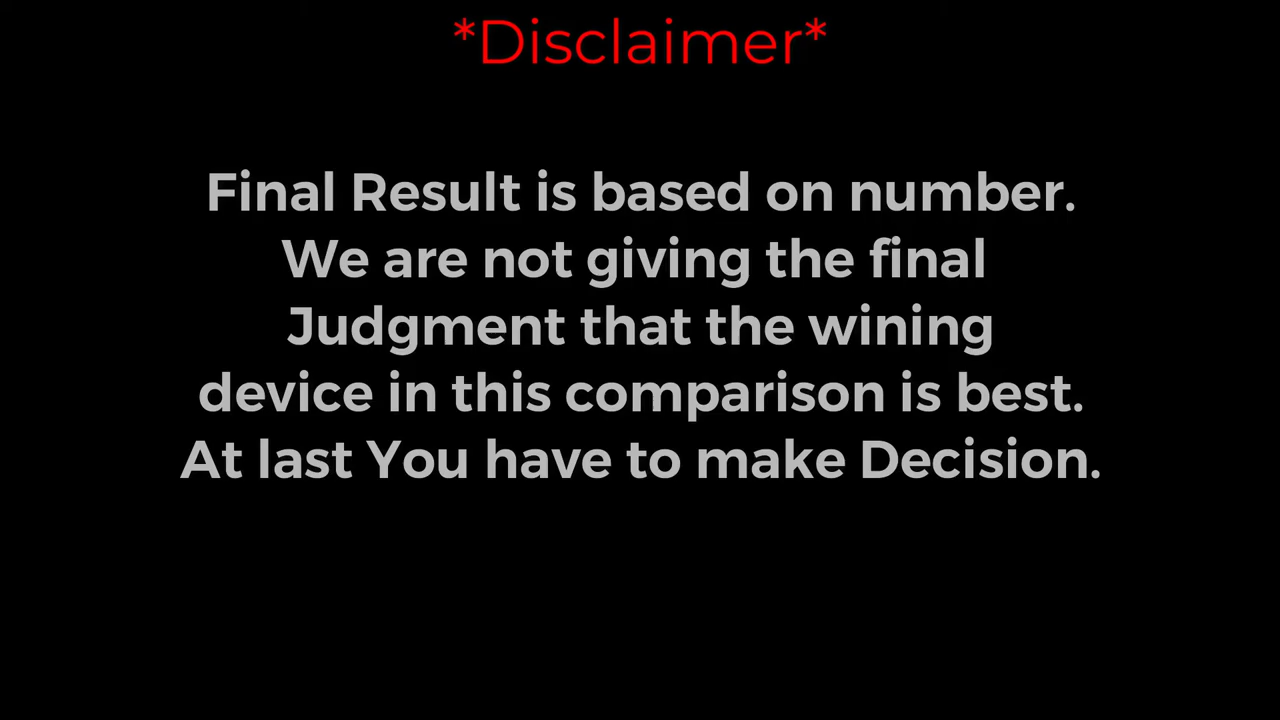 *Disclaimer*
Final Result is based on number.
We are not giving the final
Judgment that the wining
device in this comparison is best.
At last You have to make Decision.